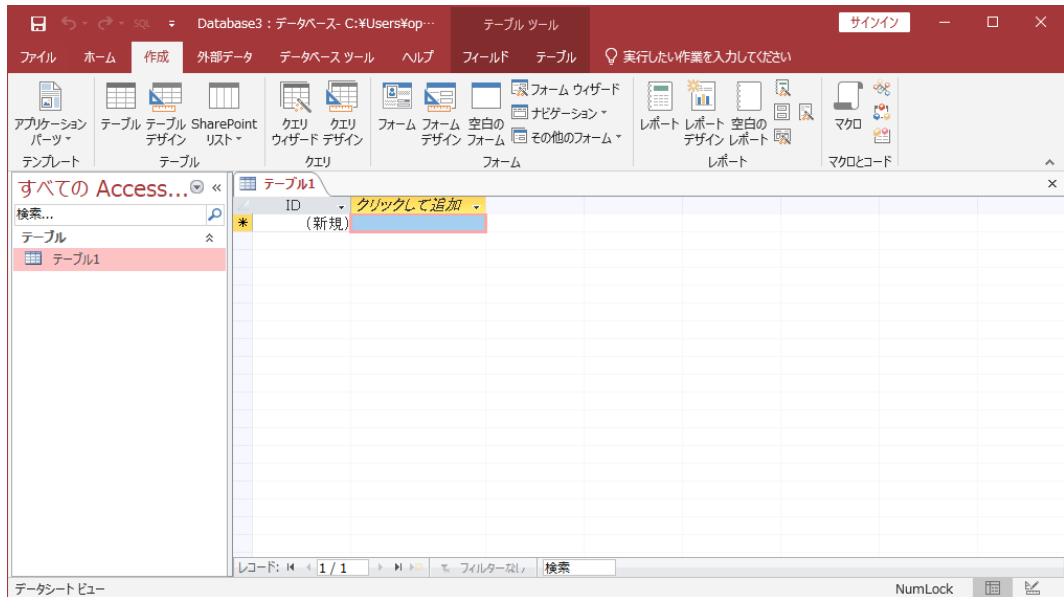 SQL Database3 : データベース- C:¥Users¥op… テーブル ツール サインイン
ファイル ホーム 作成 外部データ データベース ツール ヘルプ フィールド テーブル 実行したい作業を入力してください
アプリケーション パーツ
テーブル
テーブル デザイン
SharePoint リスト
クエリ ウィザード
クエリ デザイン
フォーム
フォーム デザイン
空白の フォーム
フォーム ウィザード
ナビゲーション
その他のフォーム
レポート
レポート デザイン
空白の レポート
マクロ
テンプレート テーブル クエリ フォーム レポート マクロとコード
すべての Access...
検索...
テーブル
テーブル1
テーブル1
ID クリックして追加
* (新規)
レコード: 1 / 1 フィルターなし 検索
データシート ビュー NumLock